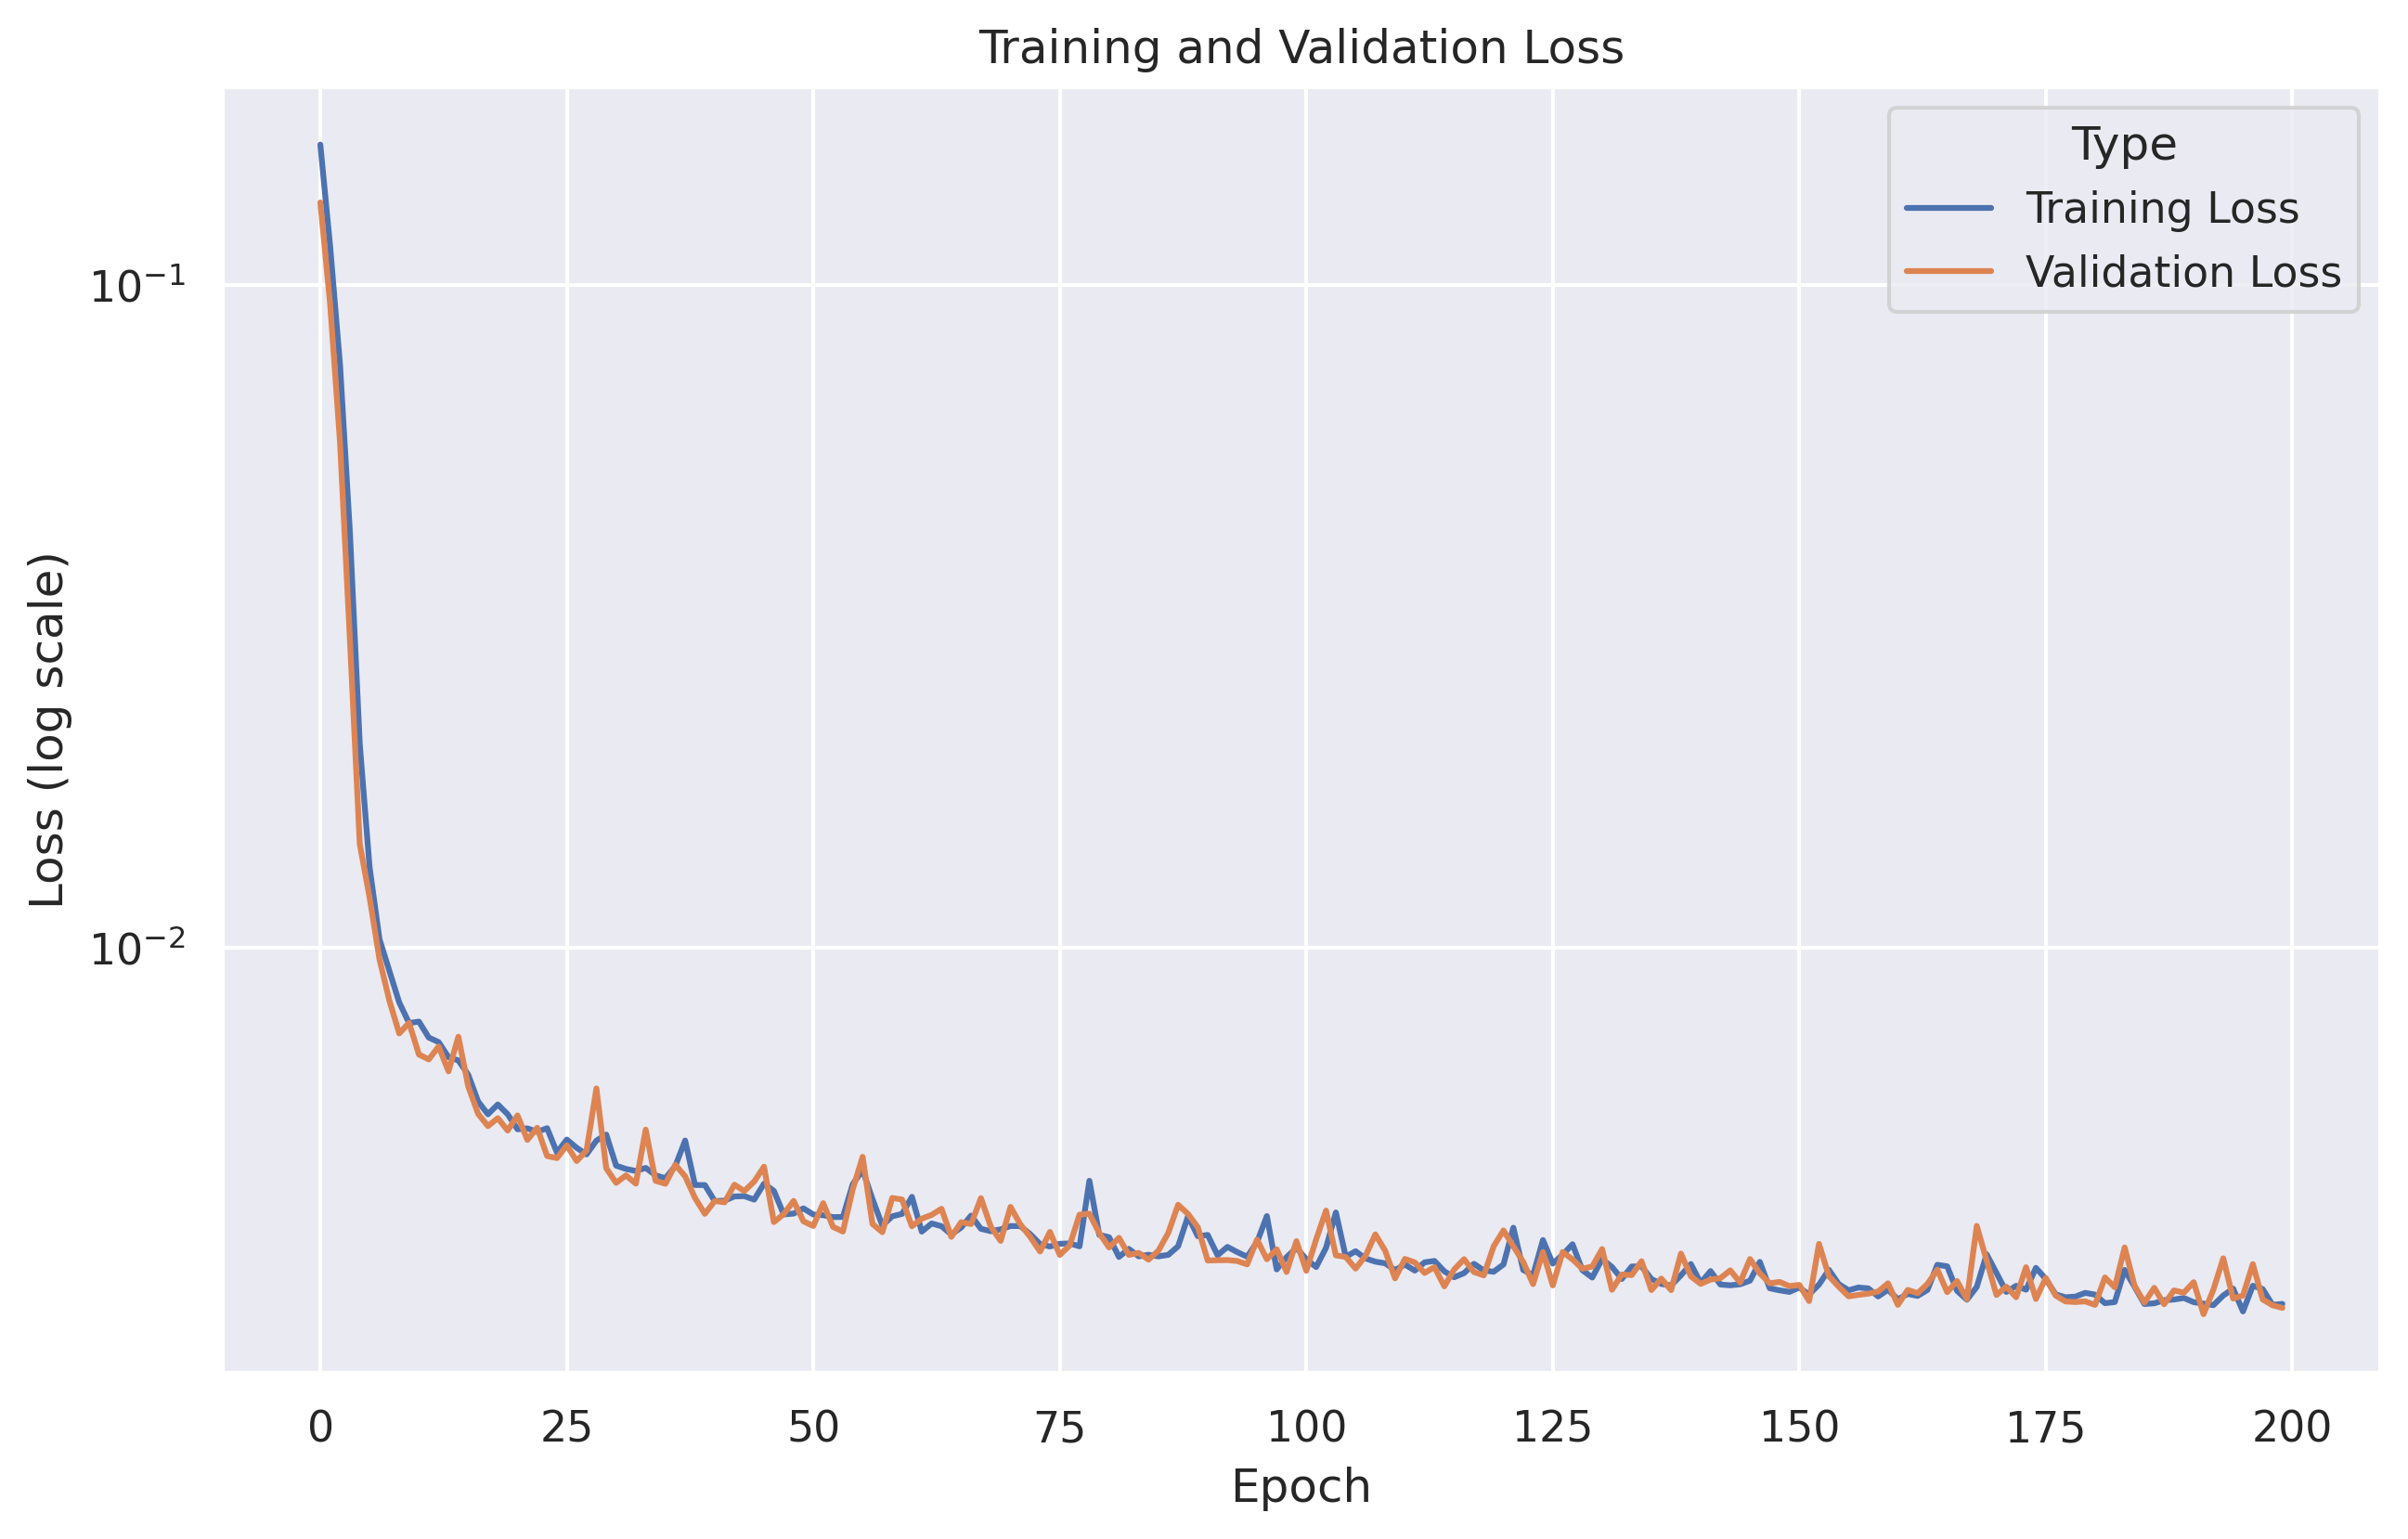 Training and Validation Loss
Type
Training Loss
Validation Loss
Loss (log scale)
10⁻¹
10⁻²
0 25 50 75 100 125 150 175 200
Epoch